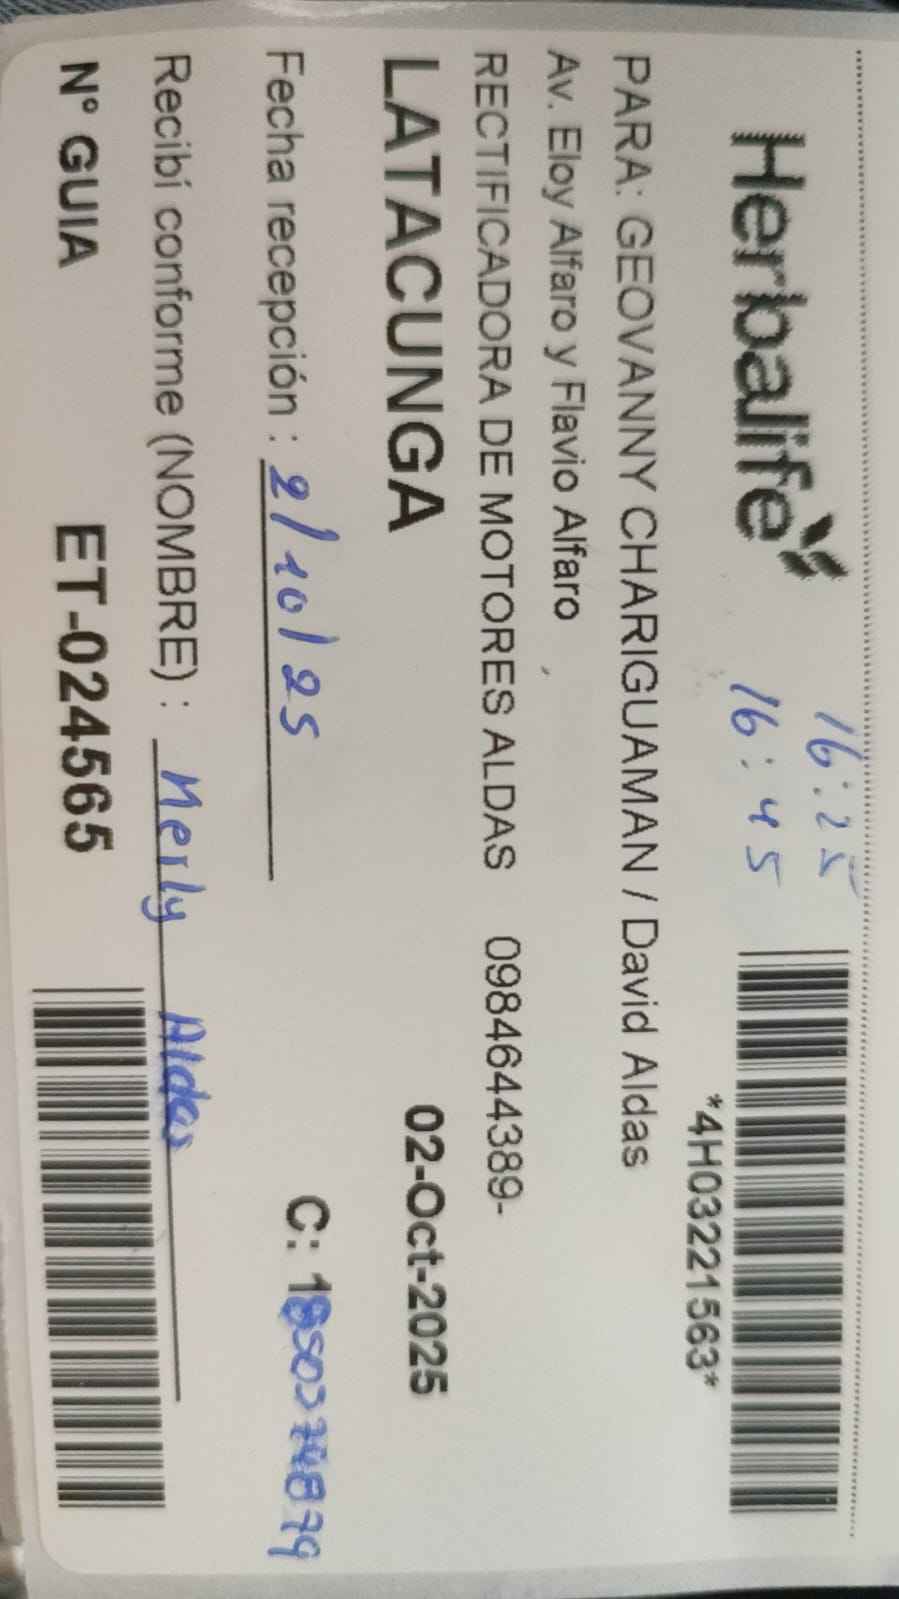 Herbalife
16:25
16:45
*4H03221563*
PARA: GEOVANNY CHARIGUAMAN / David Aldas
Av. Eloy Alfaro y Flavio Alfaro
RECTIFICADORA DE MOTORES ALDAS 0984644389-
LATACUNGA 02-Oct-2025
Fecha recepción : 2/10/25 C:
Recibí conforme (NOMBRE) : Nerly Aldas
N° GUIA ET-024565